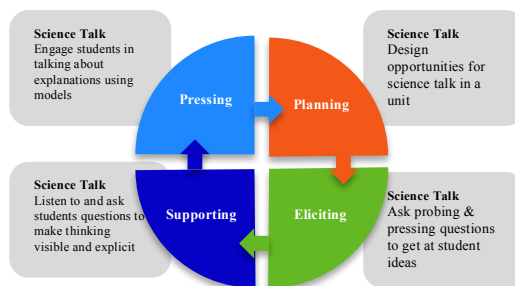 Science Talk
Engage students in
talking about
explanations using
models
Science Talk
Design
opportunities for
science talk in a
unit
Pressing
Planning
Science Talk
Listen to and ask
students questions to
make thinking
visible and explicit
Supporting
Eliciting
Science Talk
Ask probing &
pressing questions
to get at student
ideas